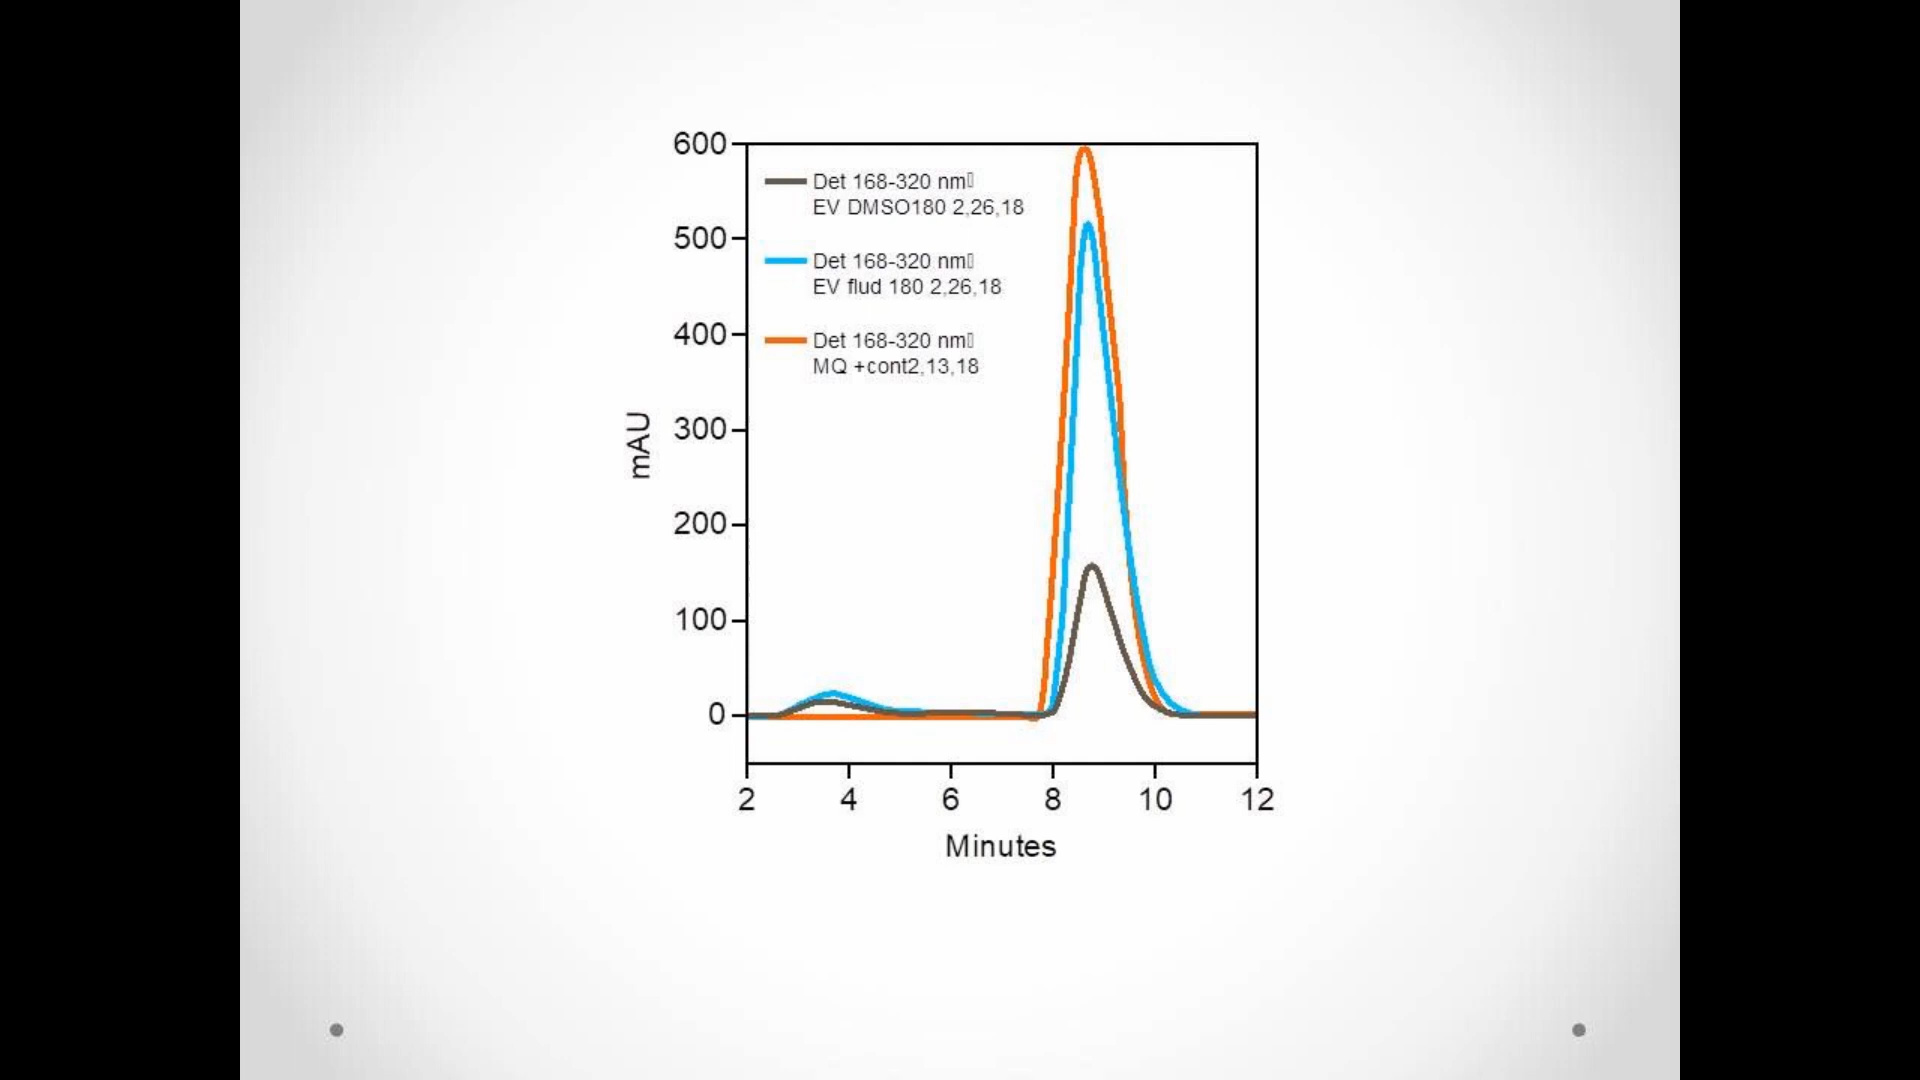 600
500
400
300
200
100
0
mAU
Det 168-320 nm▯
EV DMSO180 2,26,18
Det 168-320 nm▯
EV flud 180 2,26,18
Det 168-320 nm▯
MQ +cont2,13,18
2 4 6 8 10 12
Minutes